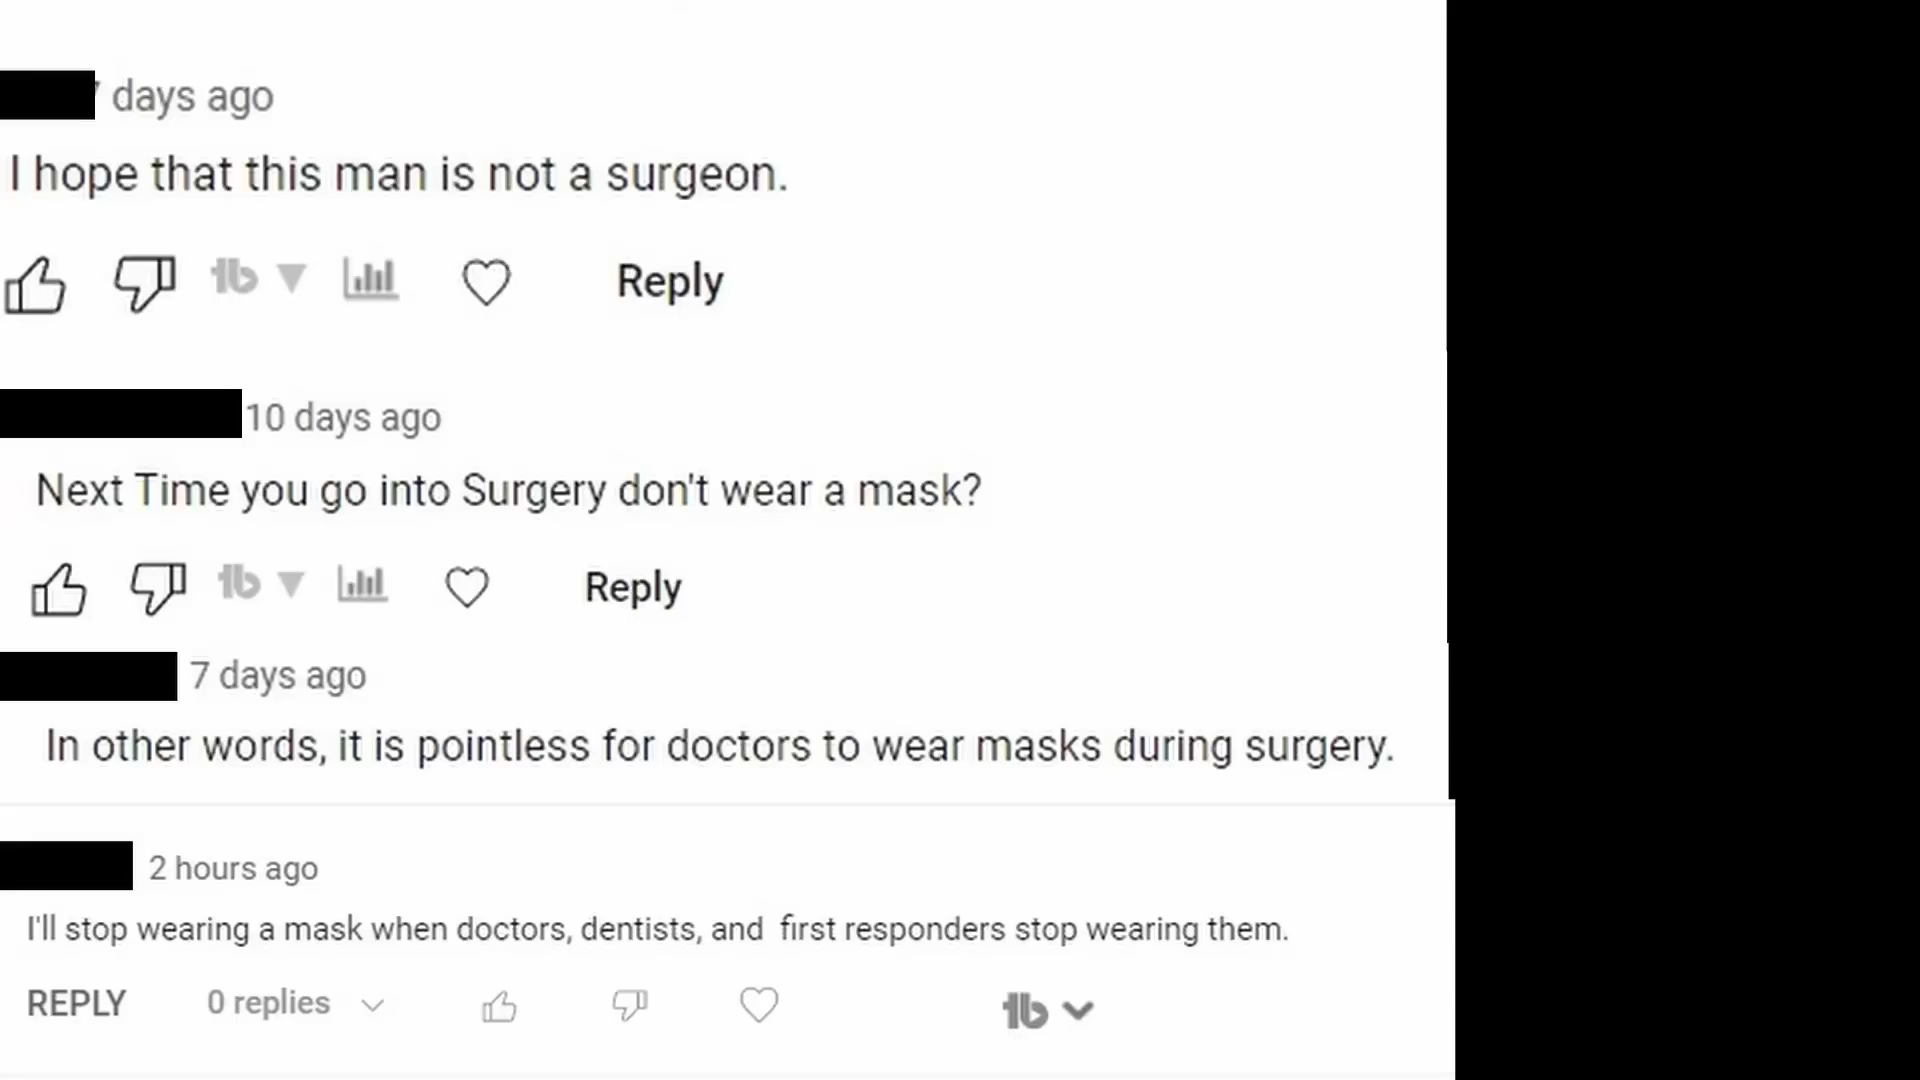 days ago
I hope that this man is not a surgeon.
Reply
10 days ago
Next Time you go into Surgery don't wear a mask?
Reply
7 days ago
In other words, it is pointless for doctors to wear masks during surgery.
2 hours ago
I'll stop wearing a mask when doctors, dentists, and first responders stop wearing them.
REPLY 0 replies